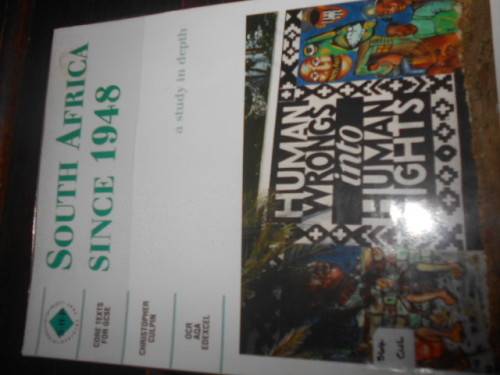 SOUTH AFRICA
SINCE 1948
a study in depth
CORE TEXTS
FOR GCSE
CHRISTOPHER
CULPIN
OCR
AQA
EDEXCEL
HUMAN
WRONGS
into
HUMAN
RIGHTS
CUL